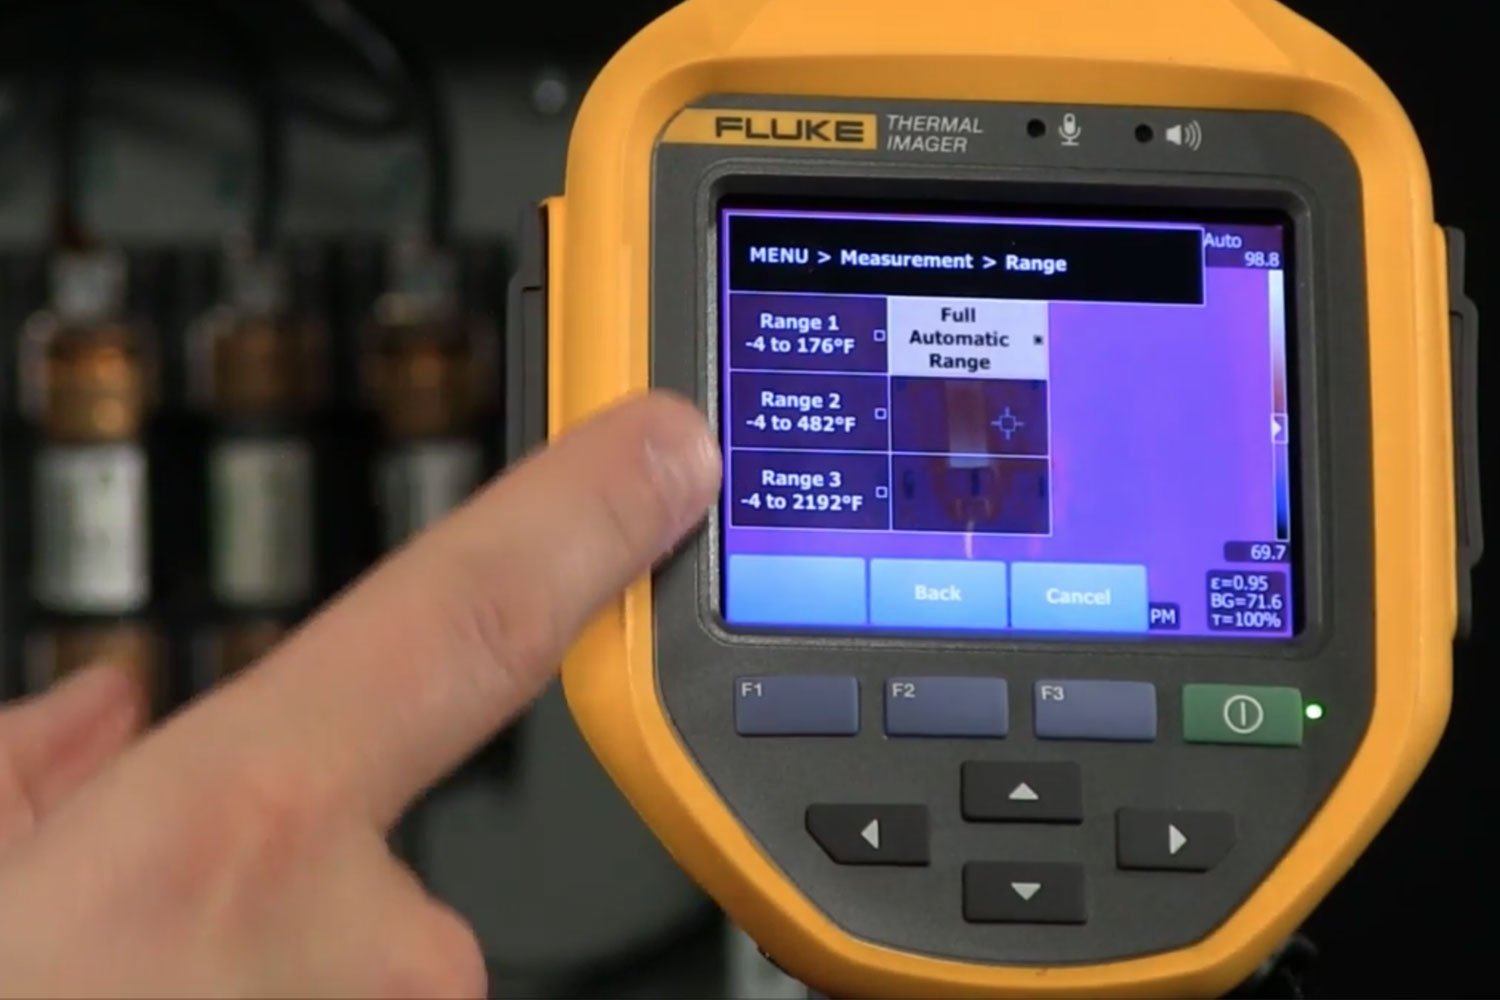 FLUKE
THERMAL
IMAGER
MENU > Measurement > Range
Auto
98.8
Range 1
-4 to 176°F
Full
Automatic
Range
Range 2
-4 to 482°F
Range 3
-4 to 2192°F
69.7
Back
Cancel
PM
ε=0.95
BG=71.6
τ=100%
F1
F2
F3